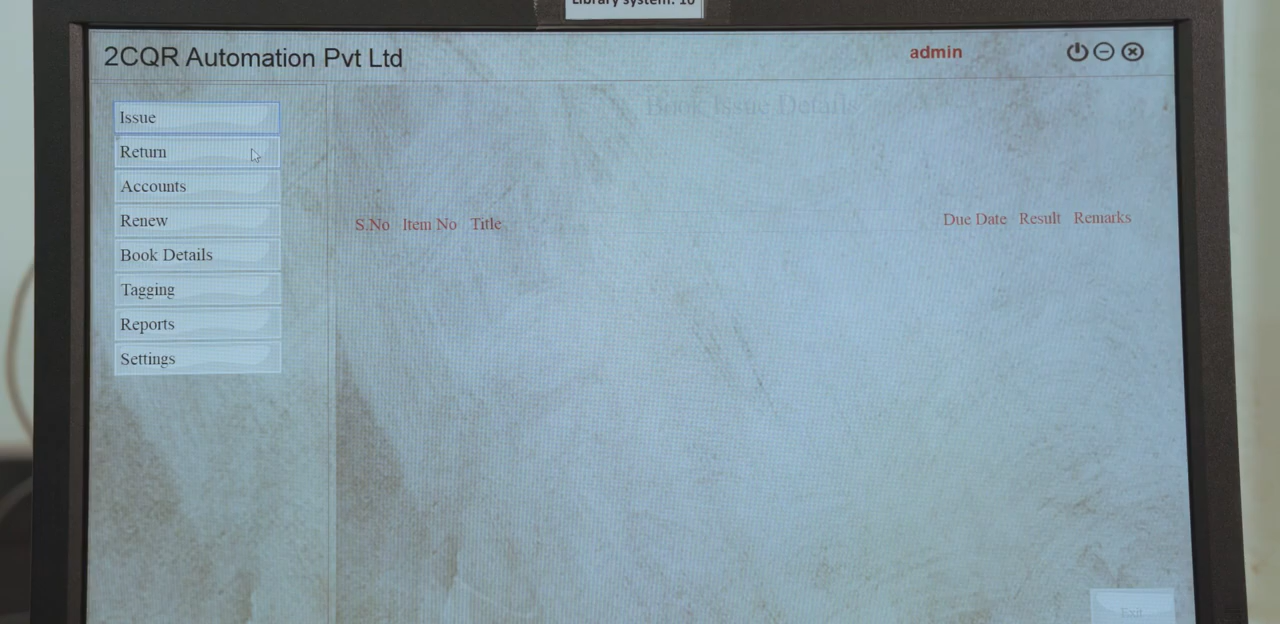 Library system: 10
2CQR Automation Pvt Ltd
admin
Issue
Return
Accounts
Renew
Book Details
Tagging
Reports
Settings
Book Issue Details
S.No Item No Title Due Date Result Remarks
Exit